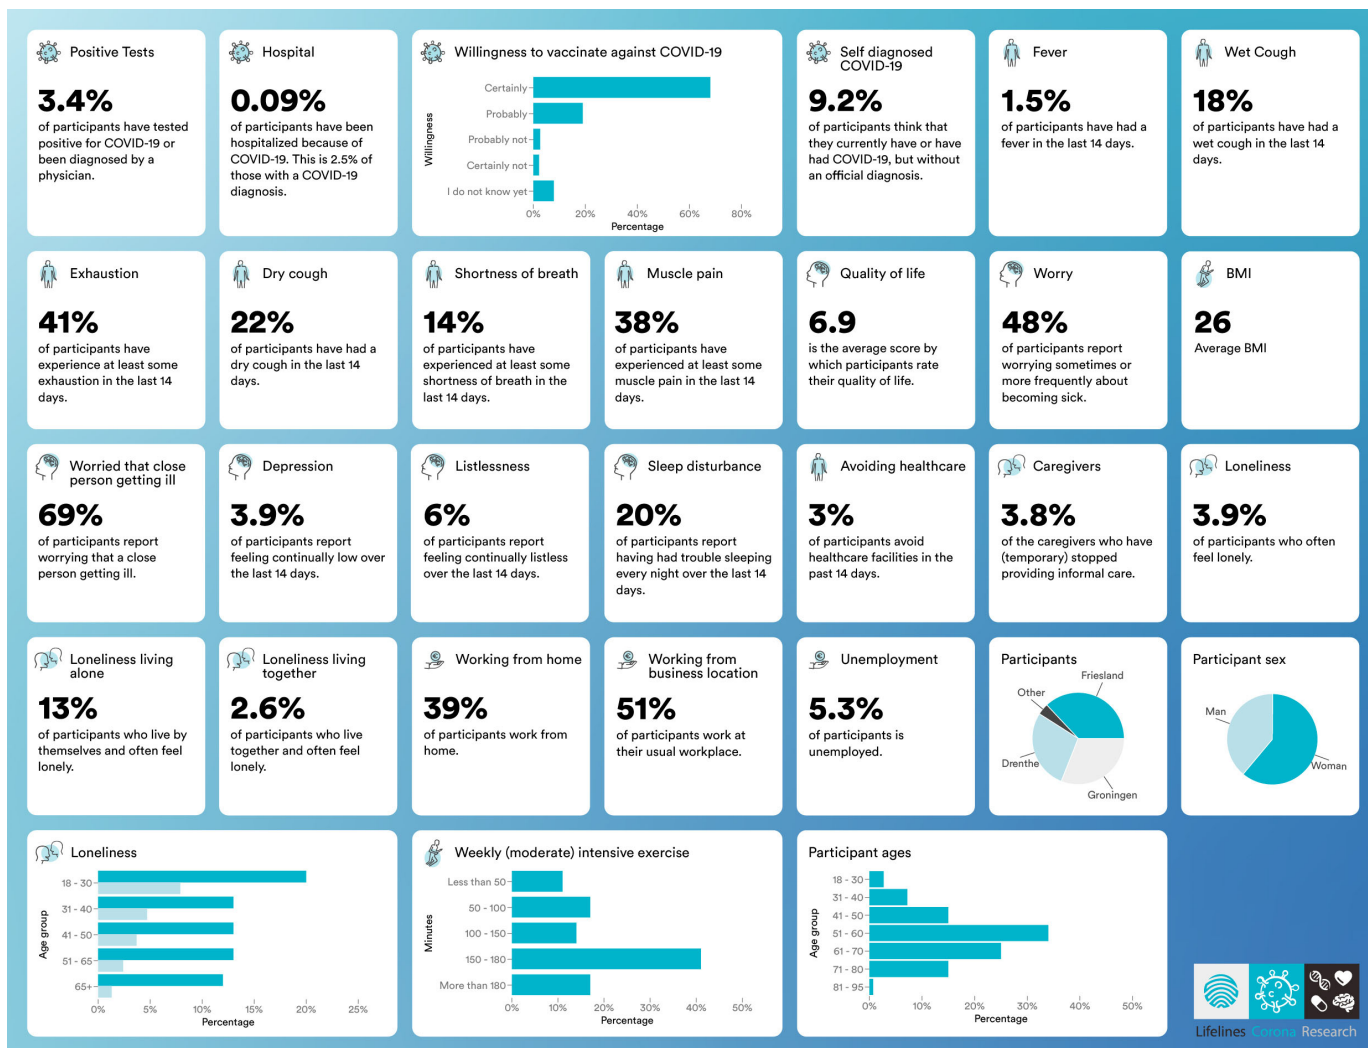 Positive Tests
3.4%
of participants have tested
positive for COVID-19 or
been diagnosed by a
physician.
Hospital
0.09%
of participants have been
hospitalized because of
COVID-19. This is 2.5% of
those with a COVID-19
diagnosis.
Willingness to vaccinate against COVID-19
Willingness
Certainly
Probably
Probably not
Certainly not
I do not know yet
0% 20% 40% 60% 80%
Percentage
Self diagnosed
COVID-19
9.2%
of participants think that
they currently have or have
had COVID-19, but without
an official diagnosis.
Fever
1.5%
of participants have had a
fever in the last 14 days.
Wet Cough
18%
of participants have had a
wet cough in the last 14
days.
Exhaustion
41%
of participants have
experience at least some
exhaustion in the last 14
days.
Dry cough
22%
of participants have had a
dry cough in the last 14
days.
Shortness of breath
14%
of participants have
experienced at least some
shortness of breath in the
last 14 days.
Muscle pain
38%
of participants have
experienced at least some
muscle pain in the last 14
days.
Quality of life
6.9
is the average score by
which participants rate
their quality of life.
Worry
48%
of participants report
worrying sometimes or
more frequently about
becoming sick.
BMI
26
Average BMI
Worried that close
person getting ill
69%
of participants report
worrying that a close
person getting ill.
Depression
3.9%
of participants report
feeling continually low over
the last 14 days.
Listlessness
6%
of participants report
feeling continually listless
over the last 14 days.
Sleep disturbance
20%
of participants report
having had trouble sleeping
every night over the last 14
days.
Avoiding healthcare
3%
of participants avoid
healthcare facilities in the
past 14 days.
Caregivers
3.8%
of the caregivers who have
(temporary) stopped
providing informal care.
Loneliness
3.9%
of participants who often
feel lonely.
Loneliness living
alone
13%
of participants who live by
themselves and often feel
lonely.
Loneliness living
together
2.6%
of participants who live
together and often feel
lonely.
Working from home
39%
of participants work from
home.
Working from
business location
51%
of participants work at
their usual workplace.
Unemployment
5.3%
of participants is
unemployed.
Participants
Friesland
Other
Drenthe
Groningen
Participant sex
Man
Woman
Loneliness
Age group
18 - 30
31 - 40
41 - 50
51 - 65
65+
0% 5% 10% 15% 20% 25%
Percentage
Weekly (moderate) intensive exercise
Minutes
Less than 50
50 - 100
100 - 150
150 - 180
More than 180
0% 10% 20% 30% 40% 50%
Percentage
Participant ages
Age group
18 - 30
31 - 40
41 - 50
51 - 60
61 - 70
71 - 80
81 - 95
0% 10% 20% 30% 40% 50%
Percentage
Lifelines Corona Research